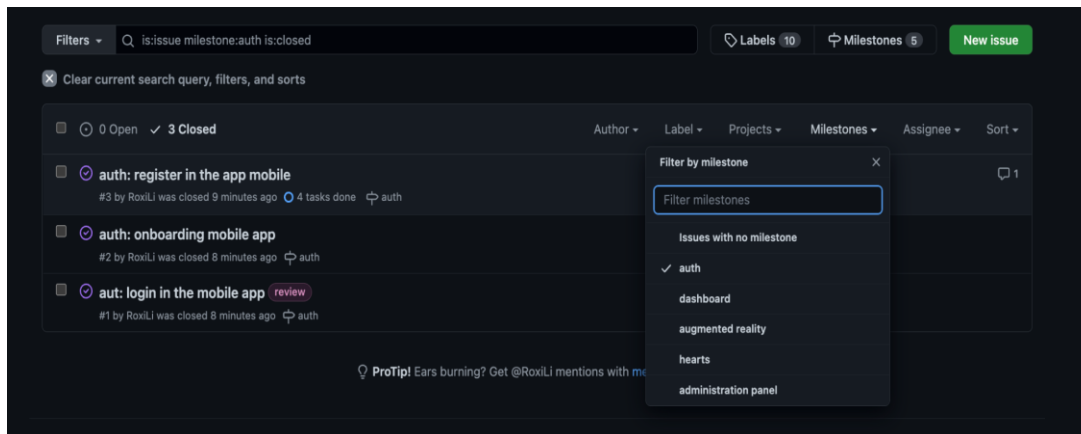 Filters
is:issue milestone:auth is:closed
Labels 10
Milestones 5
New issue
Clear current search query, filters, and sorts
0 Open 3 Closed
Author Label Projects Milestones Assignee Sort
Filter by milestone
Filter milestones
Issues with no milestone
auth
dashboard
augmented reality
hearts
administration panel
auth: register in the app mobile
1
#3 by RoxiLi was closed 9 minutes ago 4 tasks done auth
auth: onboarding mobile app
#2 by RoxiLi was closed 8 minutes ago auth
aut: login in the mobile app review
#1 by RoxiLi was closed 8 minutes ago auth
ProTip! Ears burning? Get @RoxiLi mentions with